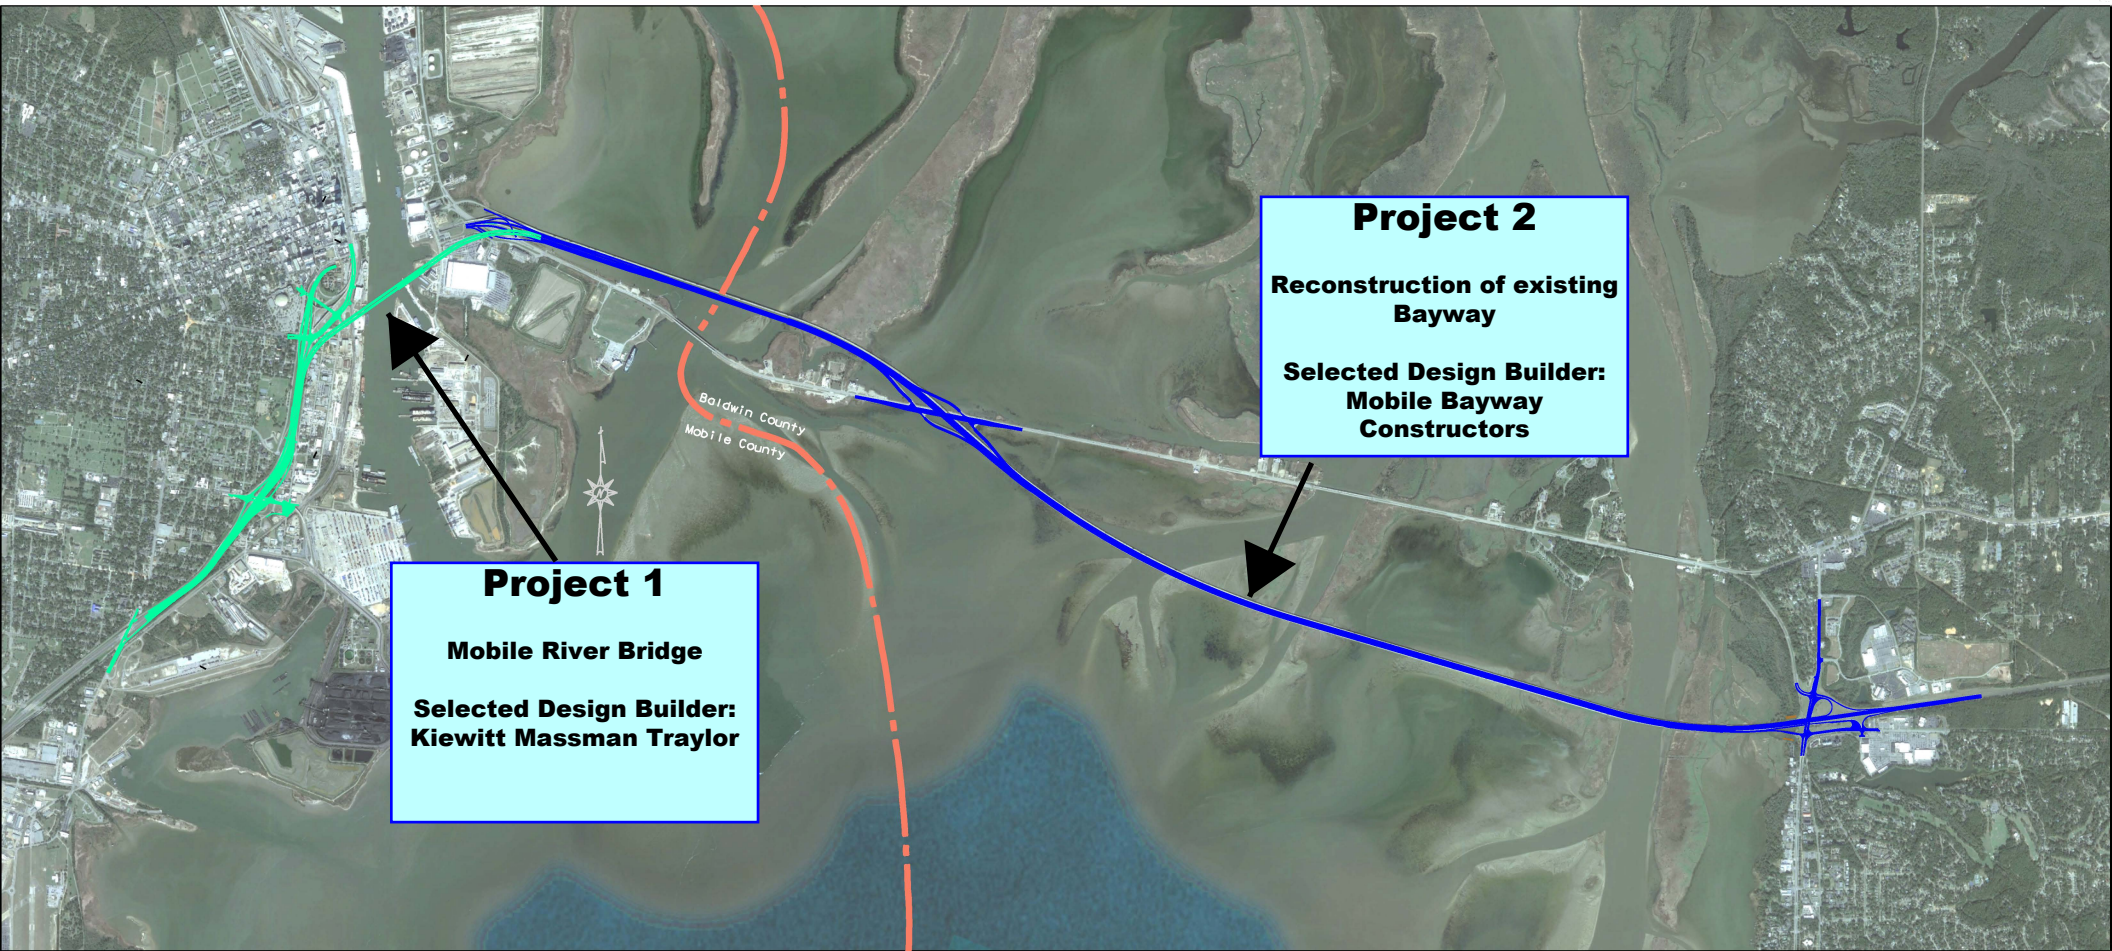 Project 2
Reconstruction of existing
Bayway
Selected Design Builder:
Mobile Bayway
Constructors
Baldwin County
Mobile County
N
Project 1
Mobile River Bridge
Selected Design Builder:
Kiewitt Massman Traylor